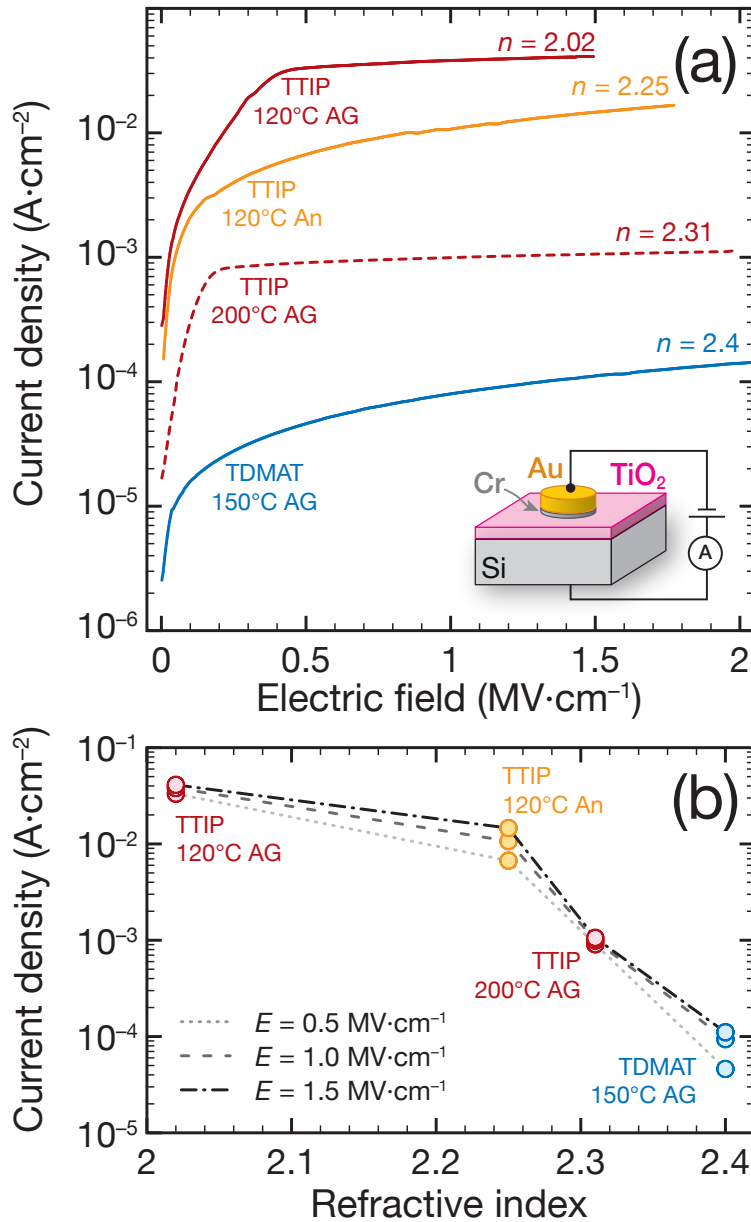 (a)
n = 2.02
TTIP
120°C AG
n = 2.25
TTIP
120°C An
n = 2.31
TTIP
200°C AG
n = 2.4
TDMAT
150°C AG
Au
TiO₂
Cr
Si
A
Current density (A·cm⁻²)
10⁻²
10⁻³
10⁻⁴
10⁻⁵
10⁻⁶
0 0.5 1 1.5 2
Electric field (MV·cm⁻¹)
(b)
TTIP
120°C An
TTIP
120°C AG
TTIP
200°C AG
TDMAT
150°C AG
E = 0.5 MV·cm⁻¹
E = 1.0 MV·cm⁻¹
E = 1.5 MV·cm⁻¹
Current density (A·cm⁻²)
10⁻¹
10⁻²
10⁻³
10⁻⁴
10⁻⁵
2 2.1 2.2 2.3 2.4
Refractive index